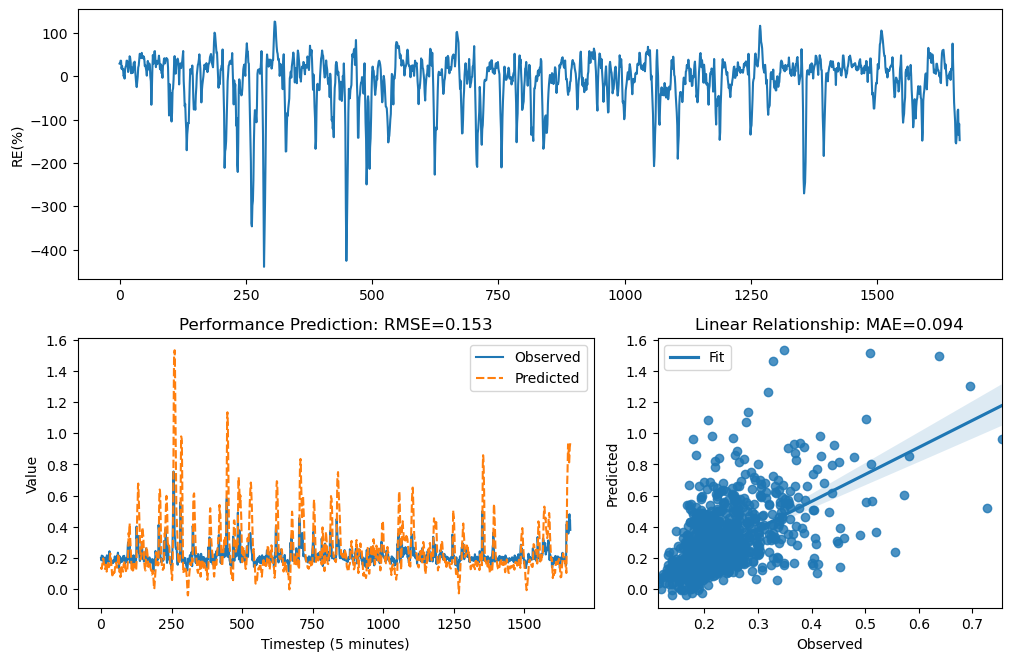 RE(%)
100
0
−100
−200
−300
−400
0 250 500 750 1000 1250 1500
Performance Prediction: RMSE=0.153
Value
1.6
1.4
1.2
1.0
0.8
0.6
0.4
0.2
0.0
Observed
Predicted
0 250 500 750 1000 1250 1500
Timestep (5 minutes)
Linear Relationship: MAE=0.094
Predicted
1.6
1.4
1.2
1.0
0.8
0.6
0.4
0.2
0.0
Fit
0.2 0.3 0.4 0.5 0.6 0.7
Observed